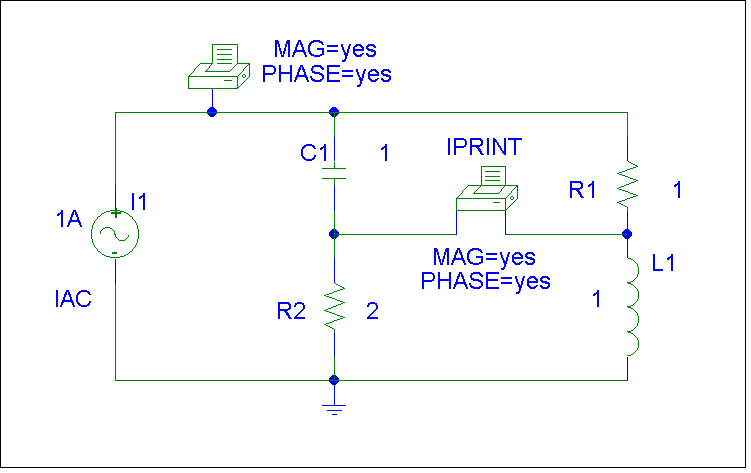 MAG=yes
PHASE=yes
C1 1
IPRINT
R1 1
I1
1A
MAG=yes
PHASE=yes
L1
IAC
R2 2
1